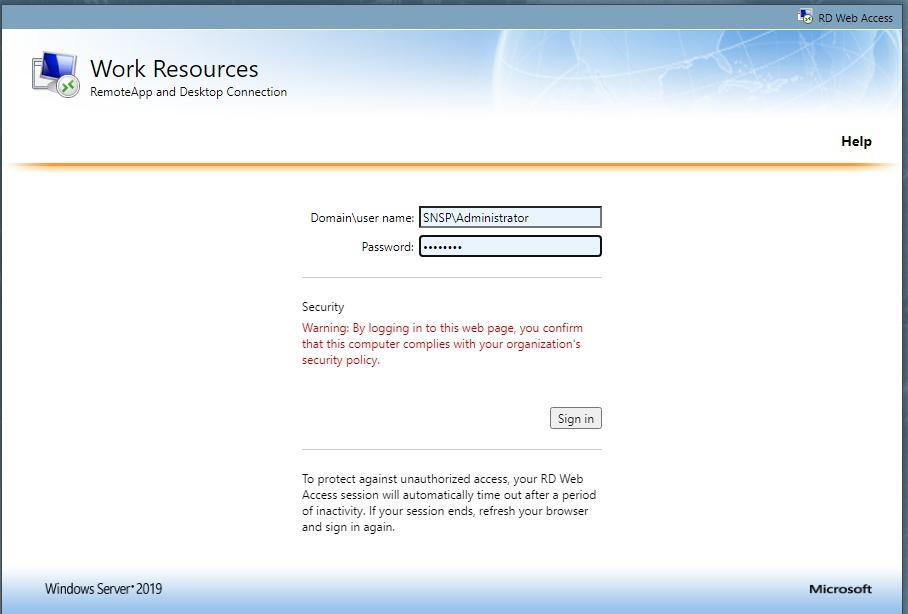 RD Web Access
Work Resources
RemoteApp and Desktop Connection
Help
Domain\user name: SNSP\Administrator
Password: ••••••••
Security
Warning: By logging in to this web page, you confirm
that this computer complies with your organization's
security policy.
Sign in
To protect against unauthorized access, your RD Web
Access session will automatically time out after a period
of inactivity. If your session ends, refresh your browser
and sign in again.
Windows Server® 2019
Microsoft